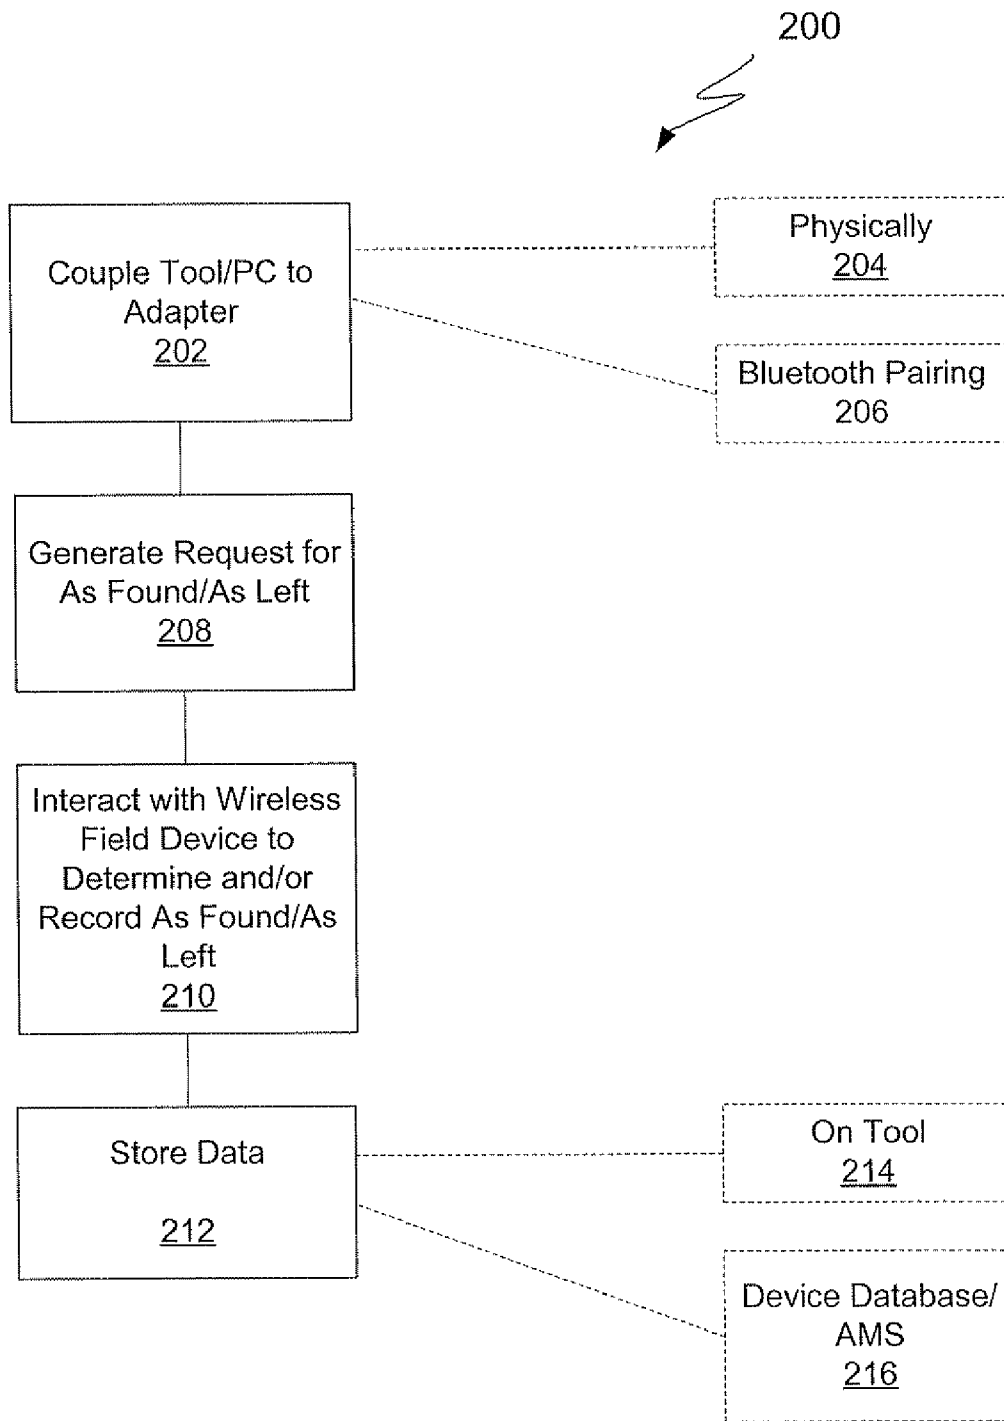 200
Couple Tool/PC to
Adapter
202
Physically
204
Bluetooth Pairing
206
Generate Request for
As Found/As Left
208
Interact with Wireless
Field Device to
Determine and/or
Record As Found/As
Left
210
Store Data
212
On Tool
214
Device Database/
AMS
216